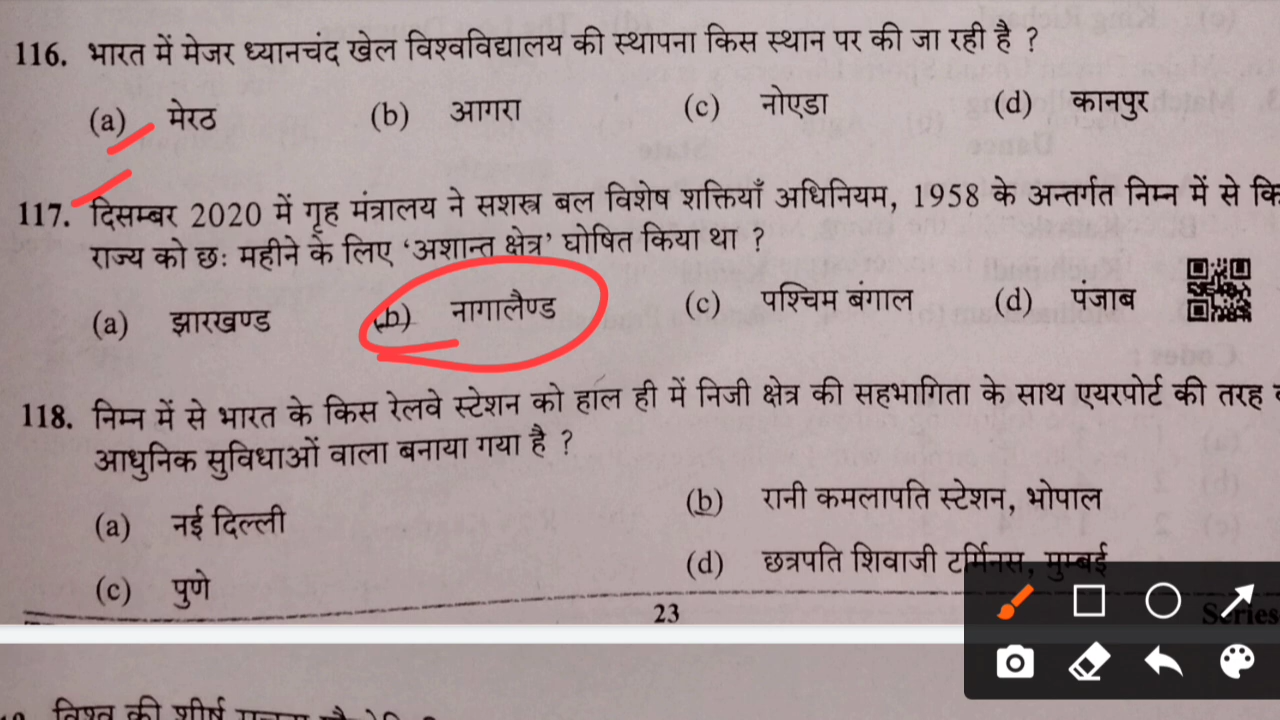 116. भारत में मेजर ध्यानचंद खेल विश्वविद्यालय की स्थापना किस स्थान पर की जा रही है ?
(a) मेरठ (b) आगरा (c) नोएडा (d) कानपुर
117. दिसम्बर 2020 में गृह मंत्रालय ने सशस्त्र बल विशेष शक्तियाँ अधिनियम, 1958 के अन्तर्गत निम्न में से
राज्य को छः महीने के लिए ‘अशान्त क्षेत्र’ घोषित किया था ?
(a) झारखण्ड (b) नागालैण्ड (c) पश्चिम बंगाल (d) पंजाब
118. निम्न में से भारत के किस रेलवे स्टेशन को हाल ही में निजी क्षेत्र की सहभागिता के साथ एयरपोर्ट की तरह
आधुनिक सुविधाओं वाला बनाया गया है ?
(a) नई दिल्ली (b) रानी कमलापति स्टेशन, भोपाल
(c) पुणे (d) छत्रपति शिवाजी टर्मिनस, मुम्बई
23 Series
विश्व की शीर्ष